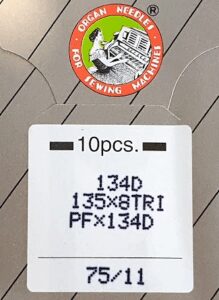 ORGAN NEEDLES
FOR SEWING MACHINES
10pcs.
134D
135×8TRI
PF×134D
75/11